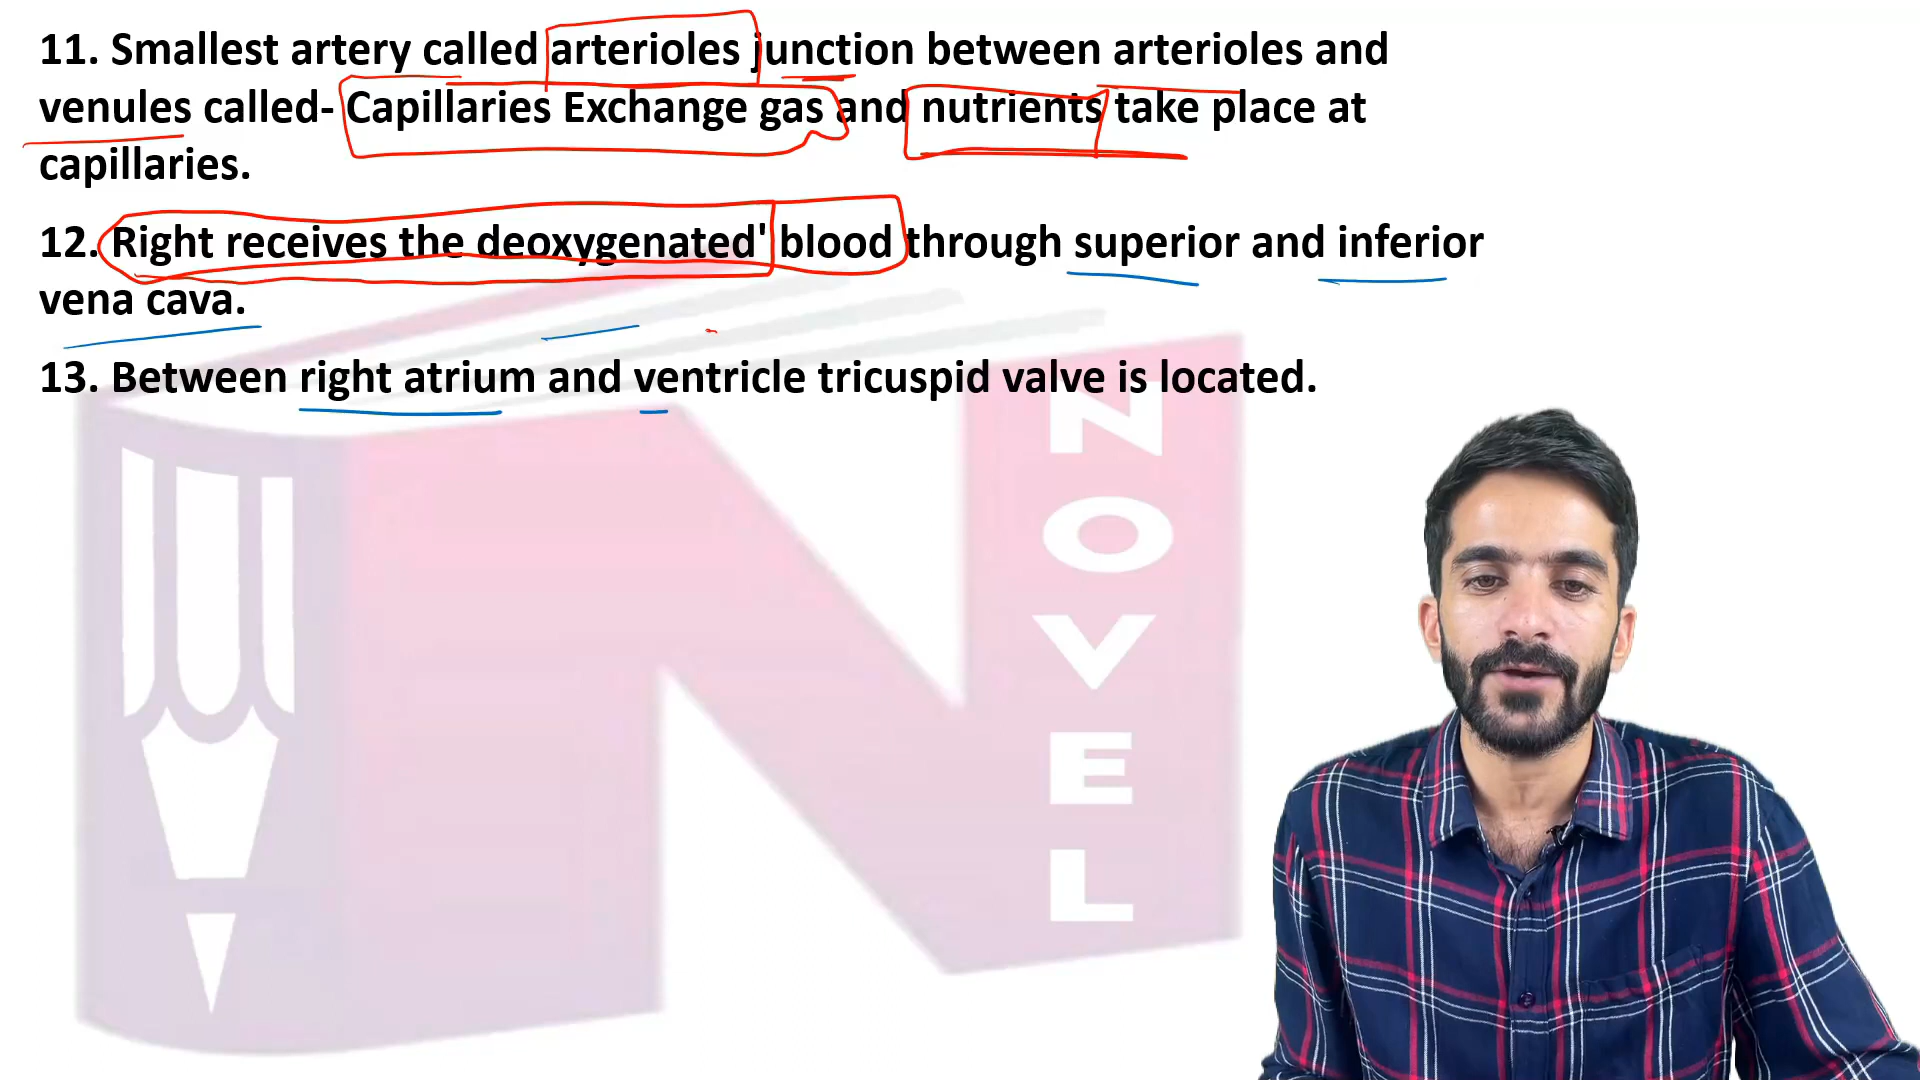 11. Smallest artery called arterioles junction between arterioles and
venules called- Capillaries Exchange gas and nutrients take place at
capillaries.
12. Right receives the deoxygenated' blood through superior and inferior
vena cava.
13. Between right atrium and ventricle tricuspid valve is located.
NOVEL